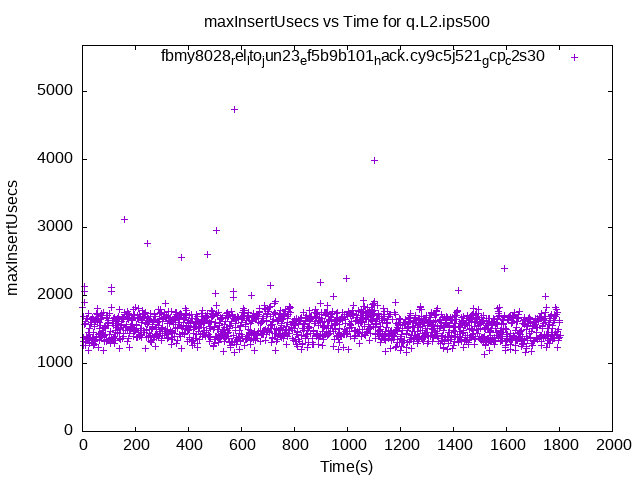 maxInsertUsecs vs Time for q.L2.ips500
fbmy8028relltojun23ef5b9b101hack.cy9c5j521gcpc2s30
5000
4000
3000
2000
1000
0
maxInsertUsecs
0 200 400 600 800 1000 1200 1400 1600 1800 2000
Time(s)